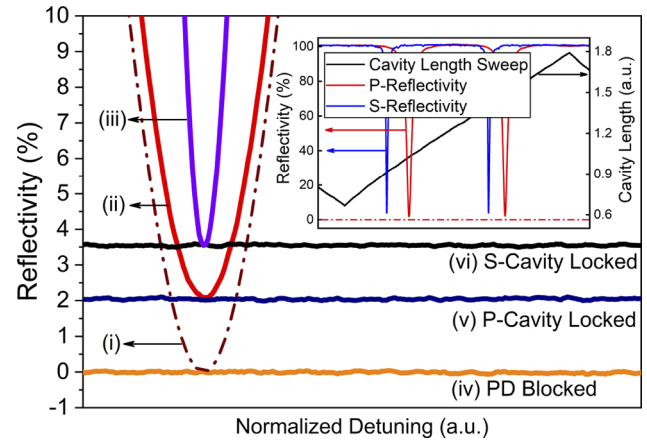 10
9
8
7
6
5
4
3
2
1
0
-1
Reflectivity (%)
Normalized Detuning (a.u.)
(iii)
(ii)
(i)
(vi) S-Cavity Locked
(v) P-Cavity Locked
(iv) PD Blocked
100
80
60
40
20
0
Reflectivity (%)
Cavity Length Sweep
P-Reflectivity
S-Reflectivity
1.8
1.5
1.2
0.9
0.6
Cavity Length (a.u.)